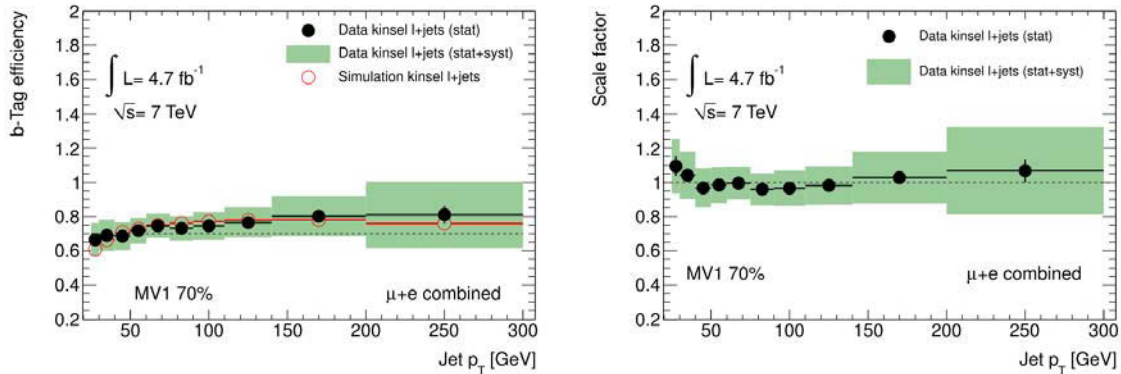 b-Tag efficiency
2
1.8
1.6
1.4
1.2
1
0.8
0.6
0.4
0.2
Data kinsel l+jets (stat)
Data kinsel l+jets (stat+syst)
Simulation kinsel l+jets
∫ L= 4.7 fb⁻¹
√s= 7 TeV
MV1 70%
μ+e combined
50 100 150 200 250 300
Jet p_T [GeV]
Scale factor
2
1.8
1.6
1.4
1.2
1
0.8
0.6
0.4
0.2
Data kinsel l+jets (stat)
Data kinsel l+jets (stat+syst)
∫ L= 4.7 fb⁻¹
√s= 7 TeV
MV1 70%
μ+e combined
50 100 150 200 250 300
Jet p_T [GeV]